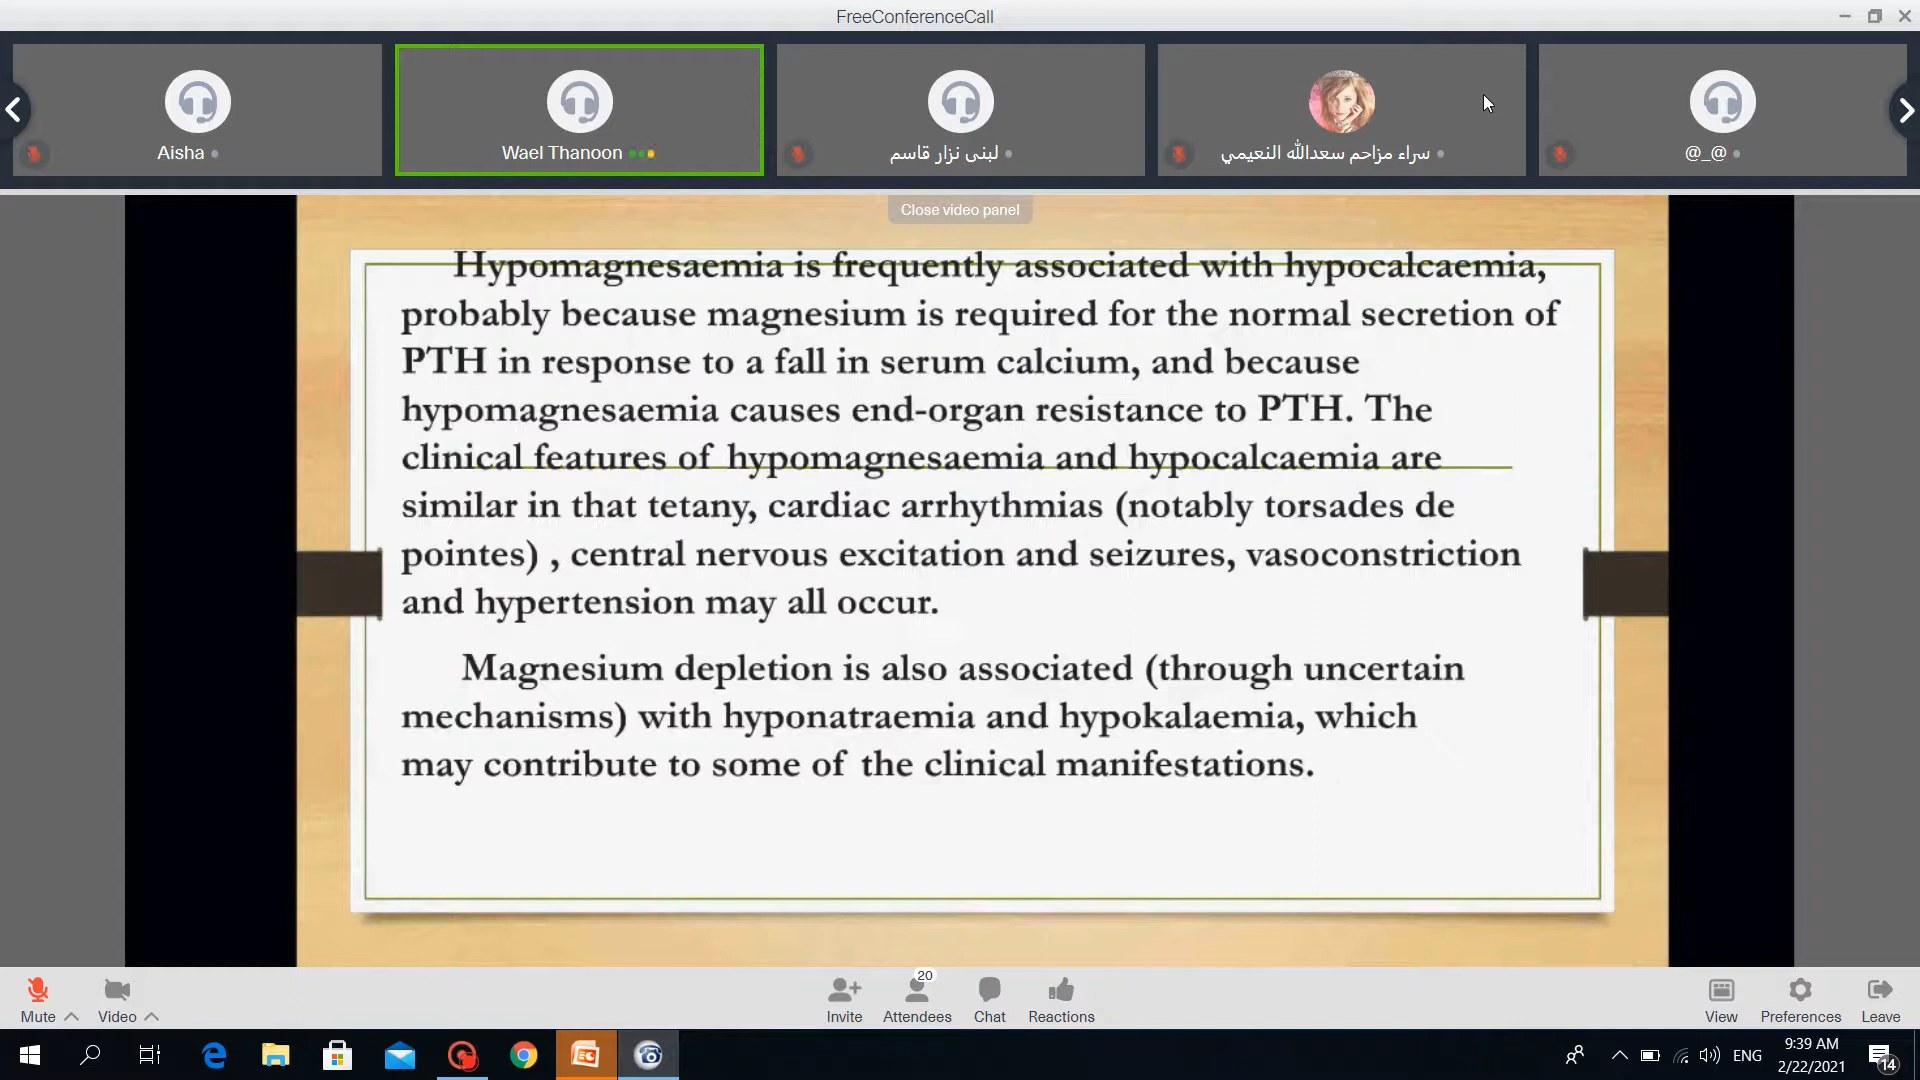 FreeConferenceCall
Aisha
Wael Thanoon
لبنى نزار قاسم
سراء مزاحم سعدالله النعيمي
@_@
Close video panel
Hypomagnesaemia is frequently associated with hypocalcaemia,
probably because magnesium is required for the normal secretion of
PTH in response to a fall in serum calcium, and because
hypomagnesaemia causes end-organ resistance to PTH. The
clinical features of hypomagnesaemia and hypocalcaemia are
similar in that tetany, cardiac arrhythmias (notably torsades de
pointes) , central nervous excitation and seizures, vasoconstriction
and hypertension may all occur.
Magnesium depletion is also associated (through uncertain
mechanisms) with hyponatraemia and hypokalaemia, which
may contribute to some of the clinical manifestations.
20
Mute
Video
Invite
Attendees
Chat
Reactions
View
Preferences
Leave
ENG
9:39 AM
2/22/2021
14